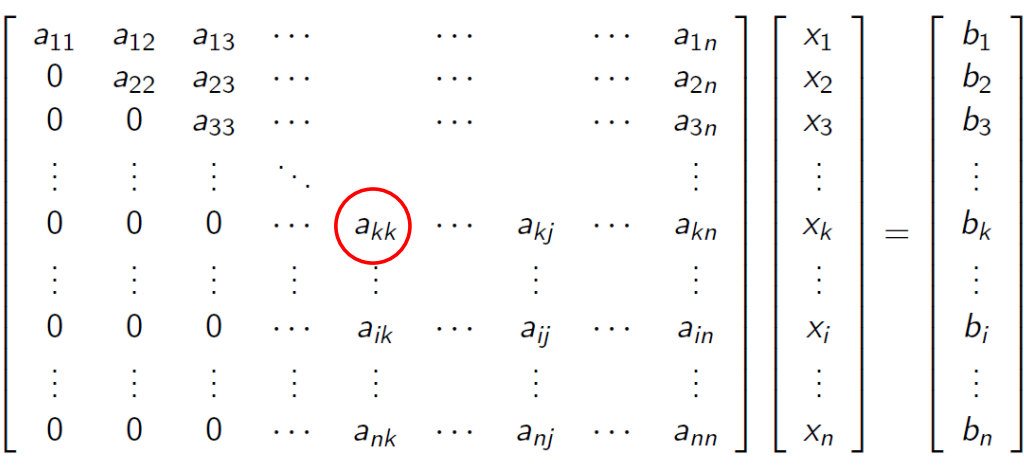 a₁₁ a₁₂ a₁₃ ⋯ ⋯ ⋯ a₁ₙ x₁ b₁
0 a₂₂ a₂₃ ⋯ ⋯ ⋯ a₂ₙ x₂ b₂
0 0 a₃₃ ⋯ ⋯ ⋯ a₃ₙ x₃ b₃
⋮ ⋮ ⋮ ⋱ ⋮ ⋮ ⋮
0 0 0 ⋯ aₖₖ ⋯ aₖⱼ ⋯ aₖₙ xₖ = bₖ
⋮ ⋮ ⋮ ⋮ ⋮ ⋮ ⋮ ⋮ ⋮
0 0 0 ⋯ aᵢₖ ⋯ aᵢⱼ ⋯ aᵢₙ xᵢ bᵢ
⋮ ⋮ ⋮ ⋮ ⋮ ⋮ ⋮ ⋮ ⋮
0 0 0 ⋯ aₙₖ ⋯ aₙⱼ ⋯ aₙₙ xₙ bₙ